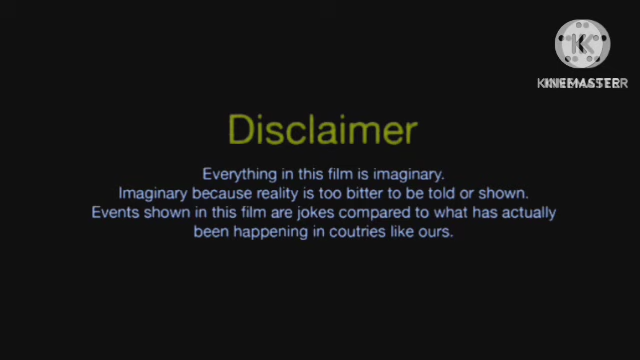 KINEMASTER
Disclaimer
Everything in this film is imaginary.
Imaginary because reality is too bitter to be told or shown.
Events shown in this film are jokes compared to what has actually
been happening in coutries like ours.